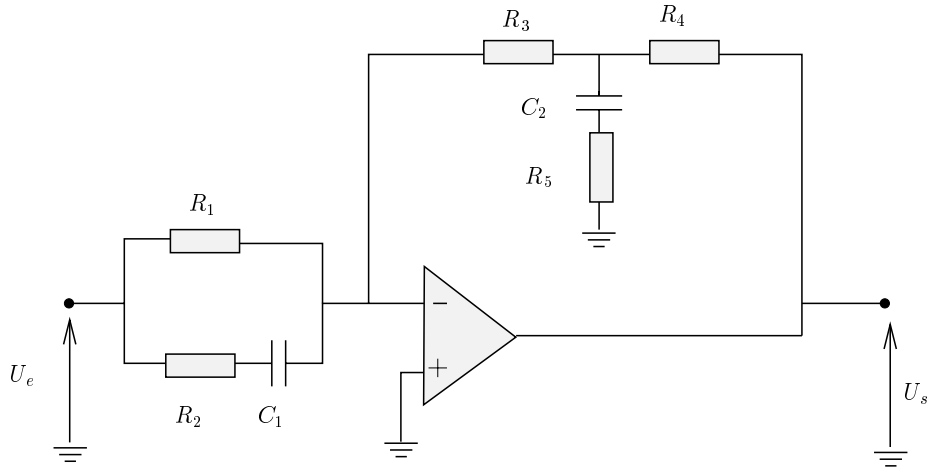 R₃
R₄
C₂
R₅
R₁
−
+
Uₑ
R₂
C₁
Uₛ